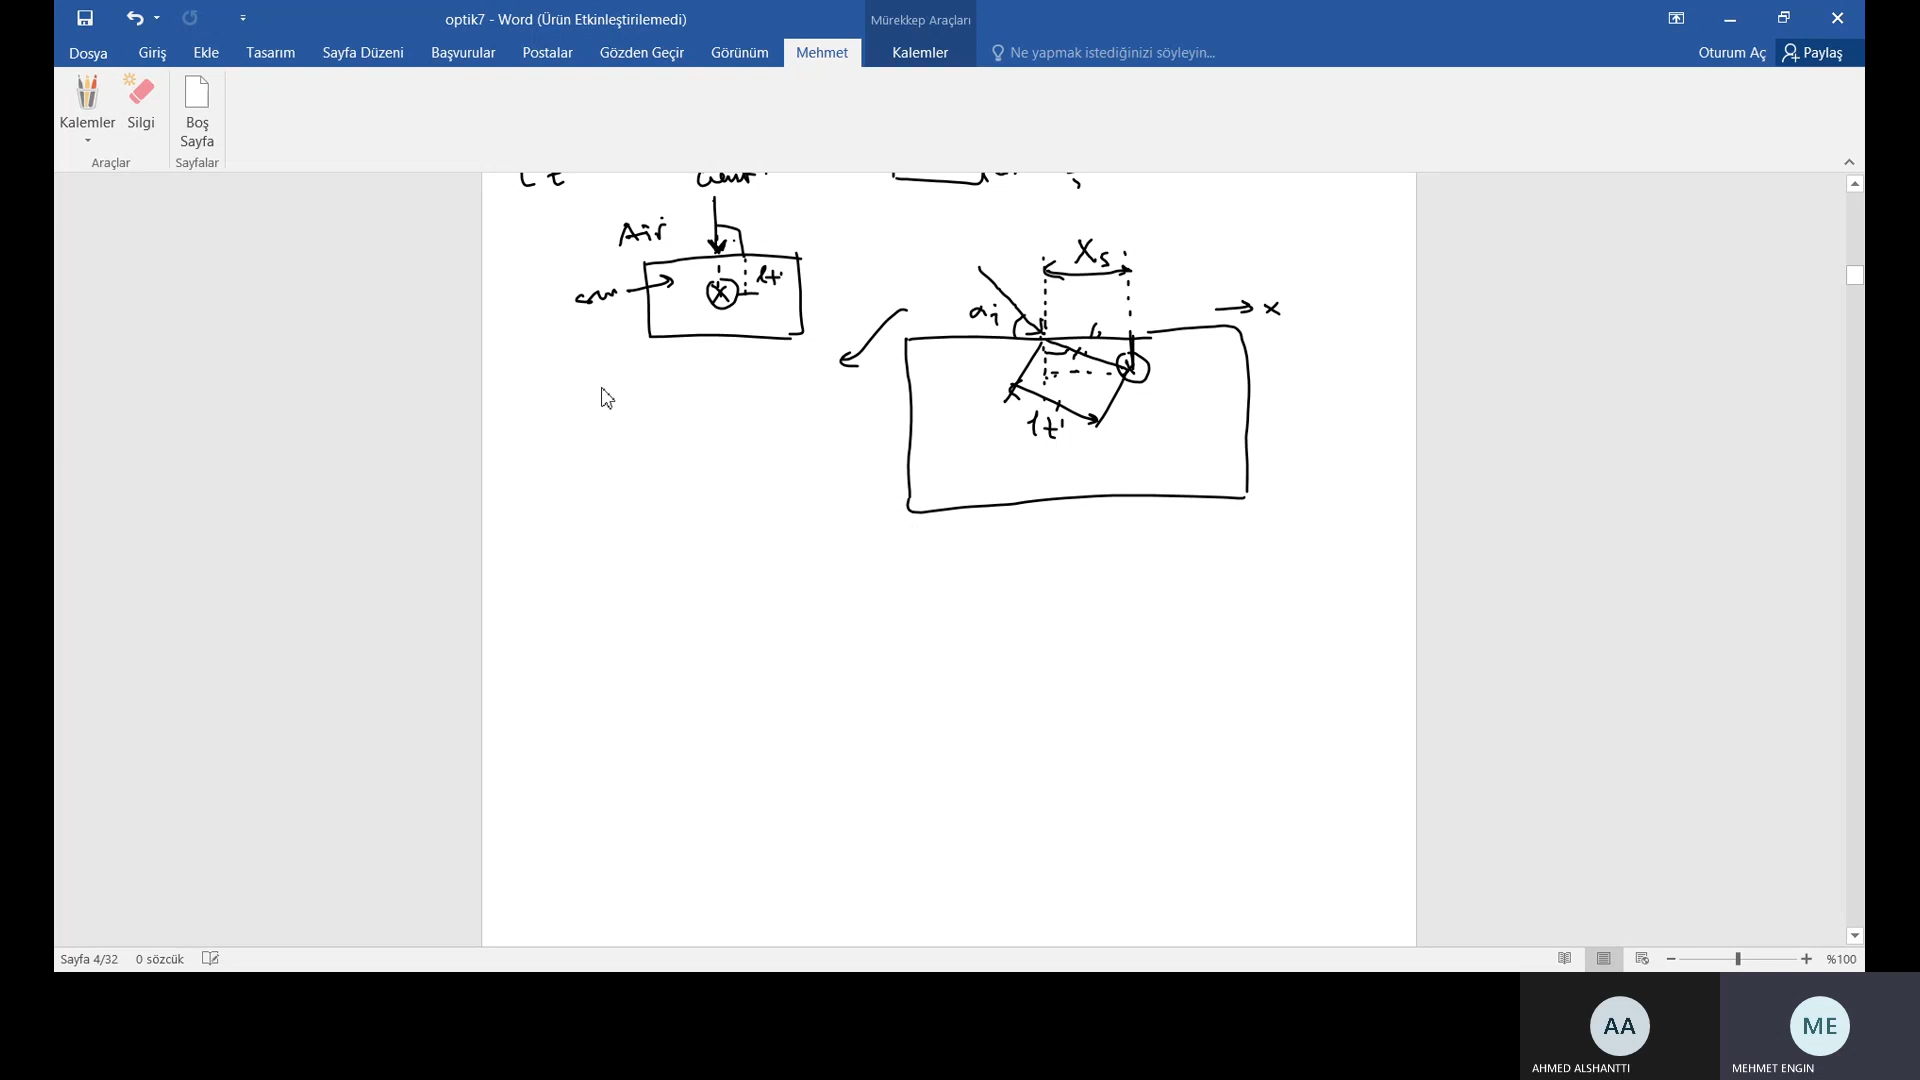 optik7 - Word (Ürün Etkinleştirilemedi)
Mürekkep Araçları
Dosya
Giriş
Ekle
Tasarım
Sayfa Düzeni
Başvurular
Postalar
Gözden Geçir
Görünüm
Mehmet
Kalemler
Ne yapmak istediğinizi söyleyin...
Oturum Aç
Paylaş
Kalemler
Silgi
Boş
Sayfa
Araçlar
Sayfalar
Air
lt'
Xs
αi
x
lt'
Sayfa 4/32
0 sözcük
%100
AA
ME
AHMED ALSHANTTI
MEHMET ENGIN